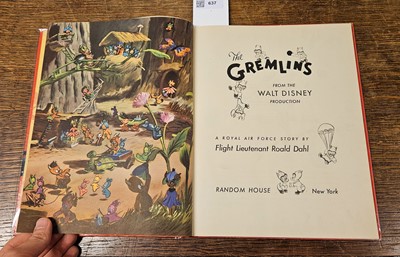 637
The
GREMLINS
FROM THE
WALT DISNEY
PRODUCTION
A ROYAL AIR FORCE STORY BY
Flight Lieutenant Roald Dahl
RANDOM HOUSE New York